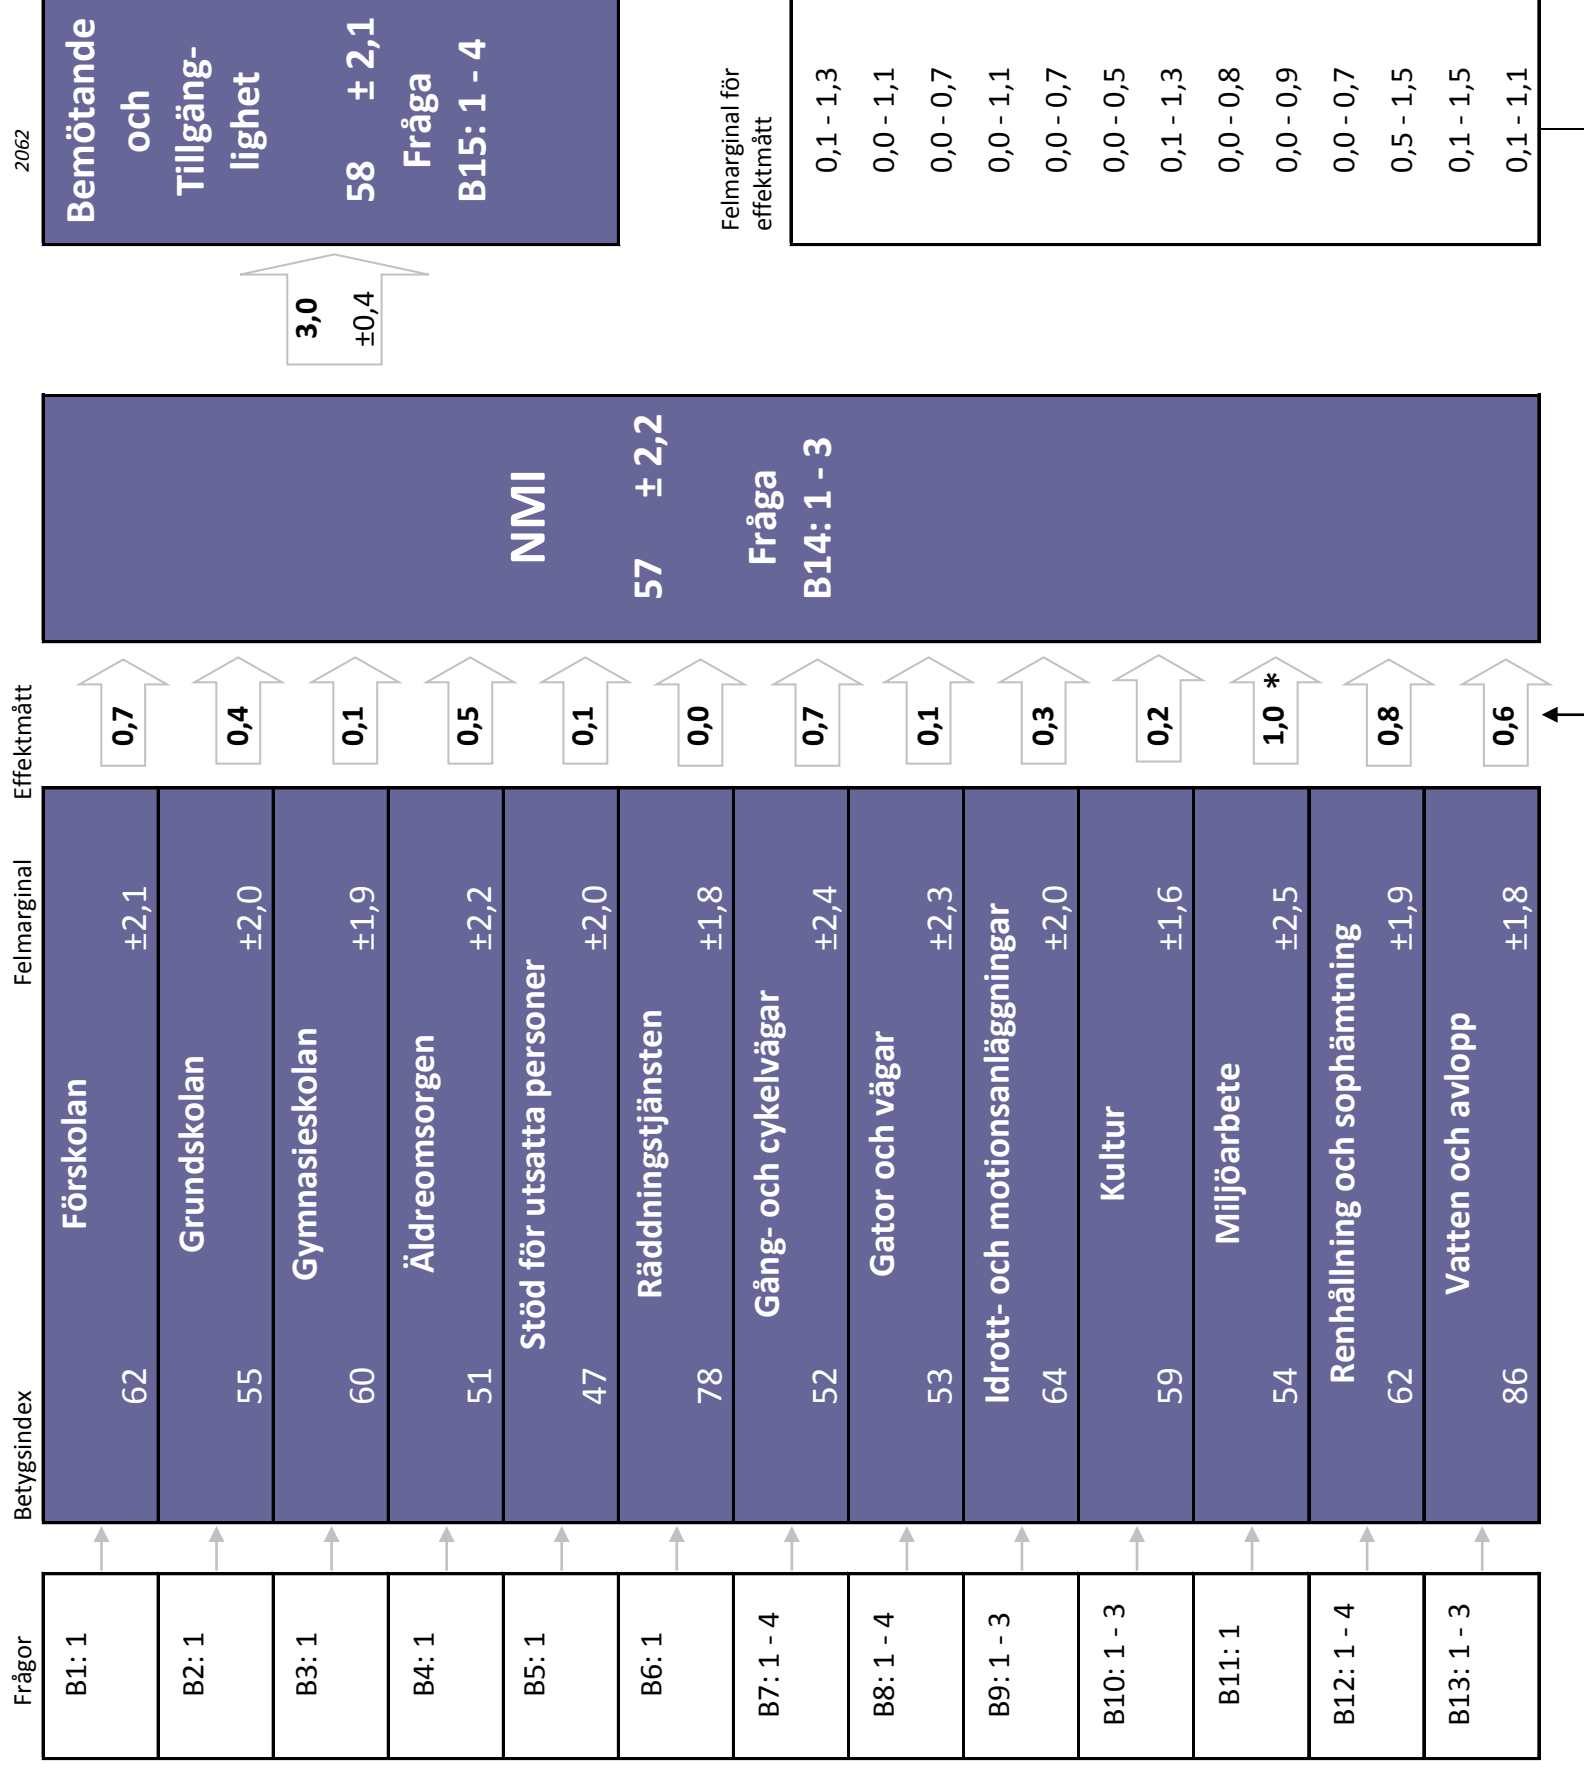 Frågor
Betygsindex
Felmarginal
Effektmått
2062
B1: 1
Förskolan
62
±2,1
0,7
B2: 1
Grundskolan
55
±2,0
0,4
B3: 1
Gymnasieskolan
60
±1,9
0,1
B4: 1
Äldreomsorgen
51
±2,2
0,5
B5: 1
Stöd för utsatta personer
47
±2,0
0,1
B6: 1
Räddningstjänsten
78
±1,8
0,0
B7: 1 - 4
Gång- och cykelvägar
52
±2,4
0,7
B8: 1 - 4
Gator och vägar
53
±2,3
0,1
B9: 1 - 3
Idrott- och motionsanläggningar
64
±2,0
0,3
B10: 1 - 3
Kultur
59
±1,6
0,2
B11: 1
Miljöarbete
54
±2,5
1,0 *
B12: 1 - 4
Renhållning och sophämtning
62
±1,9
0,8
B13: 1 - 3
Vatten och avlopp
86
±1,8
0,6
NMI
57 ± 2,2
Fråga
B14: 1 - 3
3,0
±0,4
Bemötande
och
Tillgäng-
lighet
58 ± 2,1
Fråga
B15: 1 - 4
Felmarginal för
effektmått
0,1 - 1,3
0,0 - 1,1
0,0 - 0,7
0,0 - 1,1
0,0 - 0,7
0,0 - 0,5
0,1 - 1,3
0,0 - 0,8
0,0 - 0,9
0,0 - 0,7
0,5 - 1,5
0,1 - 1,5
0,1 - 1,1